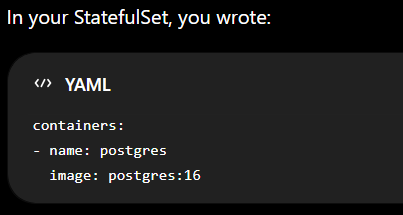 In your StatefulSet, you wrote:
</> YAML
containers:
- name: postgres
  image: postgres:16